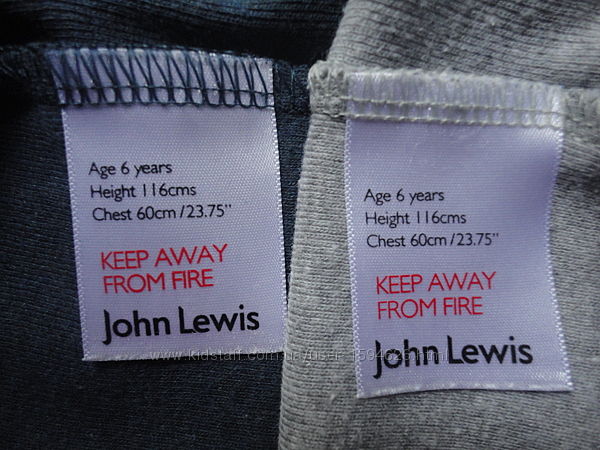 Age 6 years
Height 116cms
Chest 60cm/23.75"
KEEP AWAY
FROM FIRE
John Lewis
Age 6 years
Height 116cms
Chest 60cm/23.75"
KEEP AWAY
FROM FIRE
John Lewis